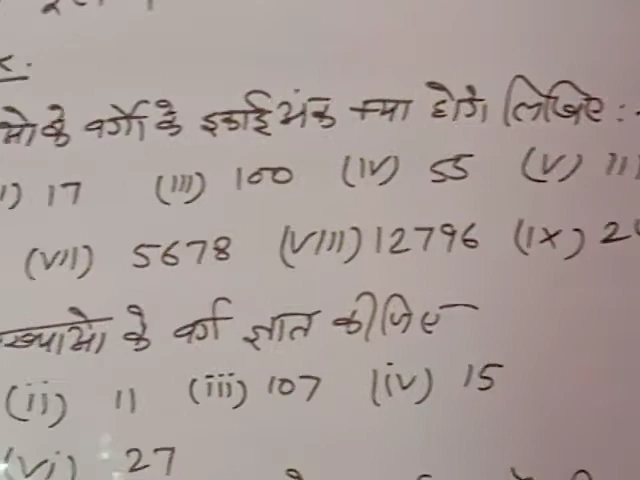 के वर्गो के इकाई अंक क्या होगे लिखिए :-
17 (iii) 100 (iv) 55 (v)
(vii) 5678 (viii) 12796 (ix)
के वर्ग ज्ञात कीजिए
(ii) 11 (iii) 107 (iv) 15
(vi) 27